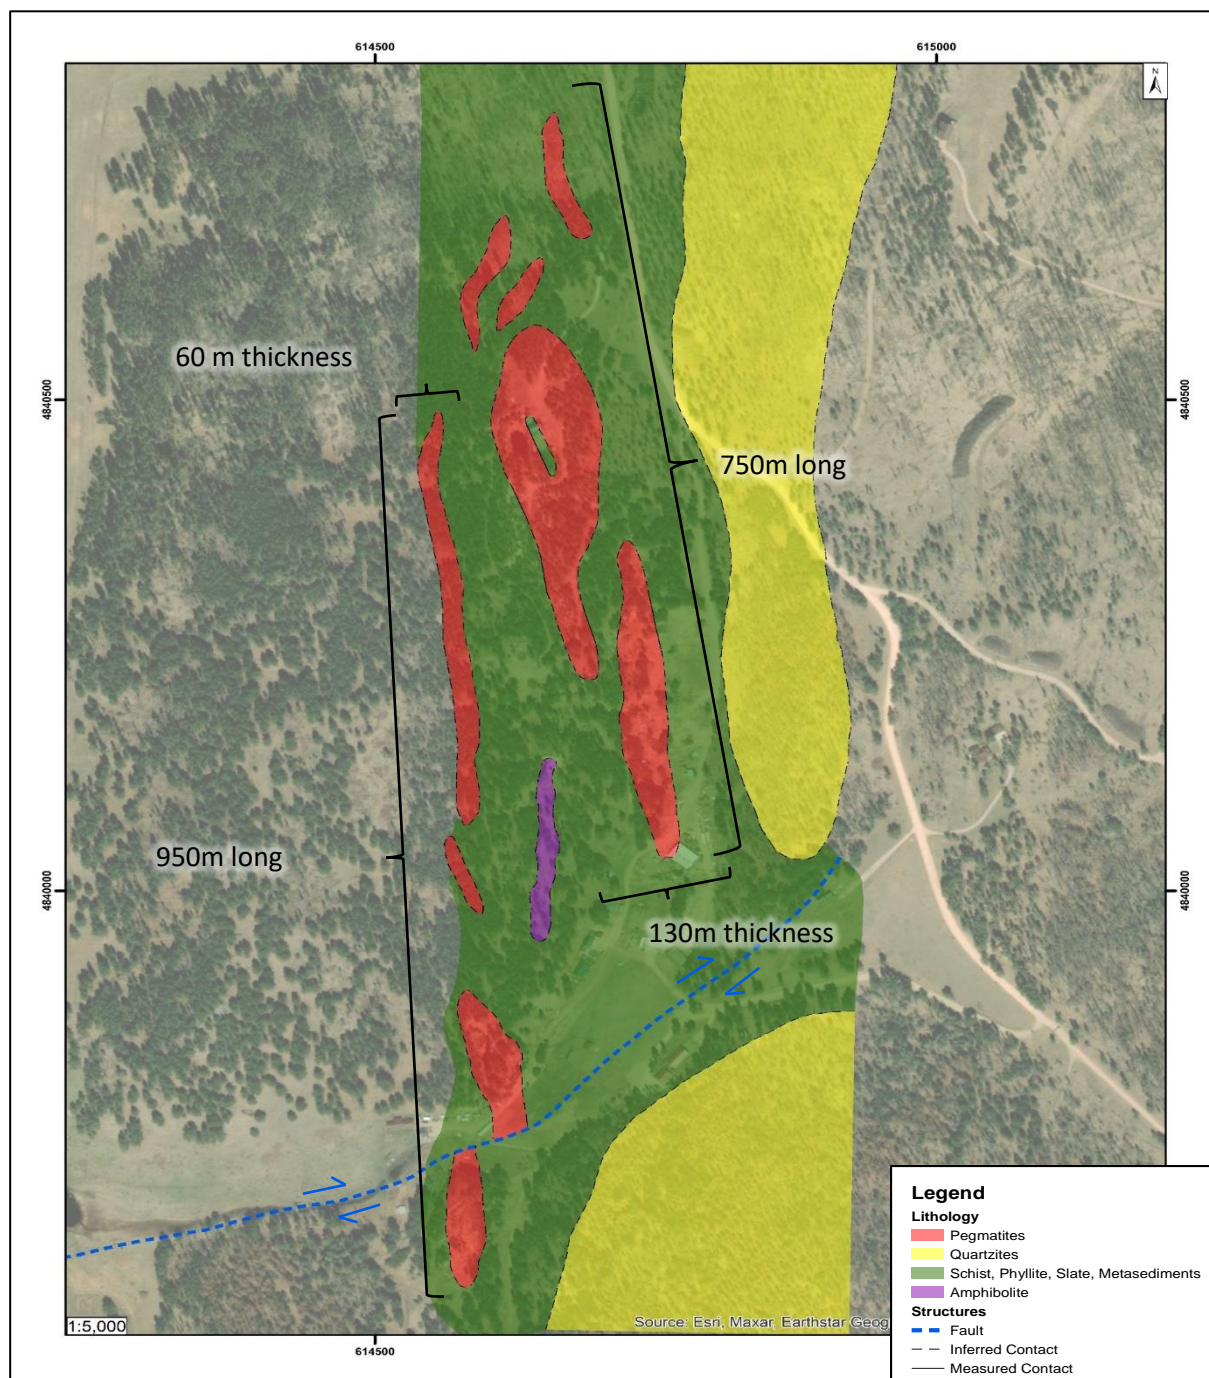 614500
615000
N
60 m thickness
4840500
4840500
750m long
950m long
4840000
4840000
130m thickness
1:5,000
Source: Esri, Maxar, Earthstar Geog
614500
Legend
Lithology
Pegmatites
Quartzites
Schist, Phyllite, Slate, Metasediments
Amphibolite
Structures
Fault
Inferred Contact
Measured Contact